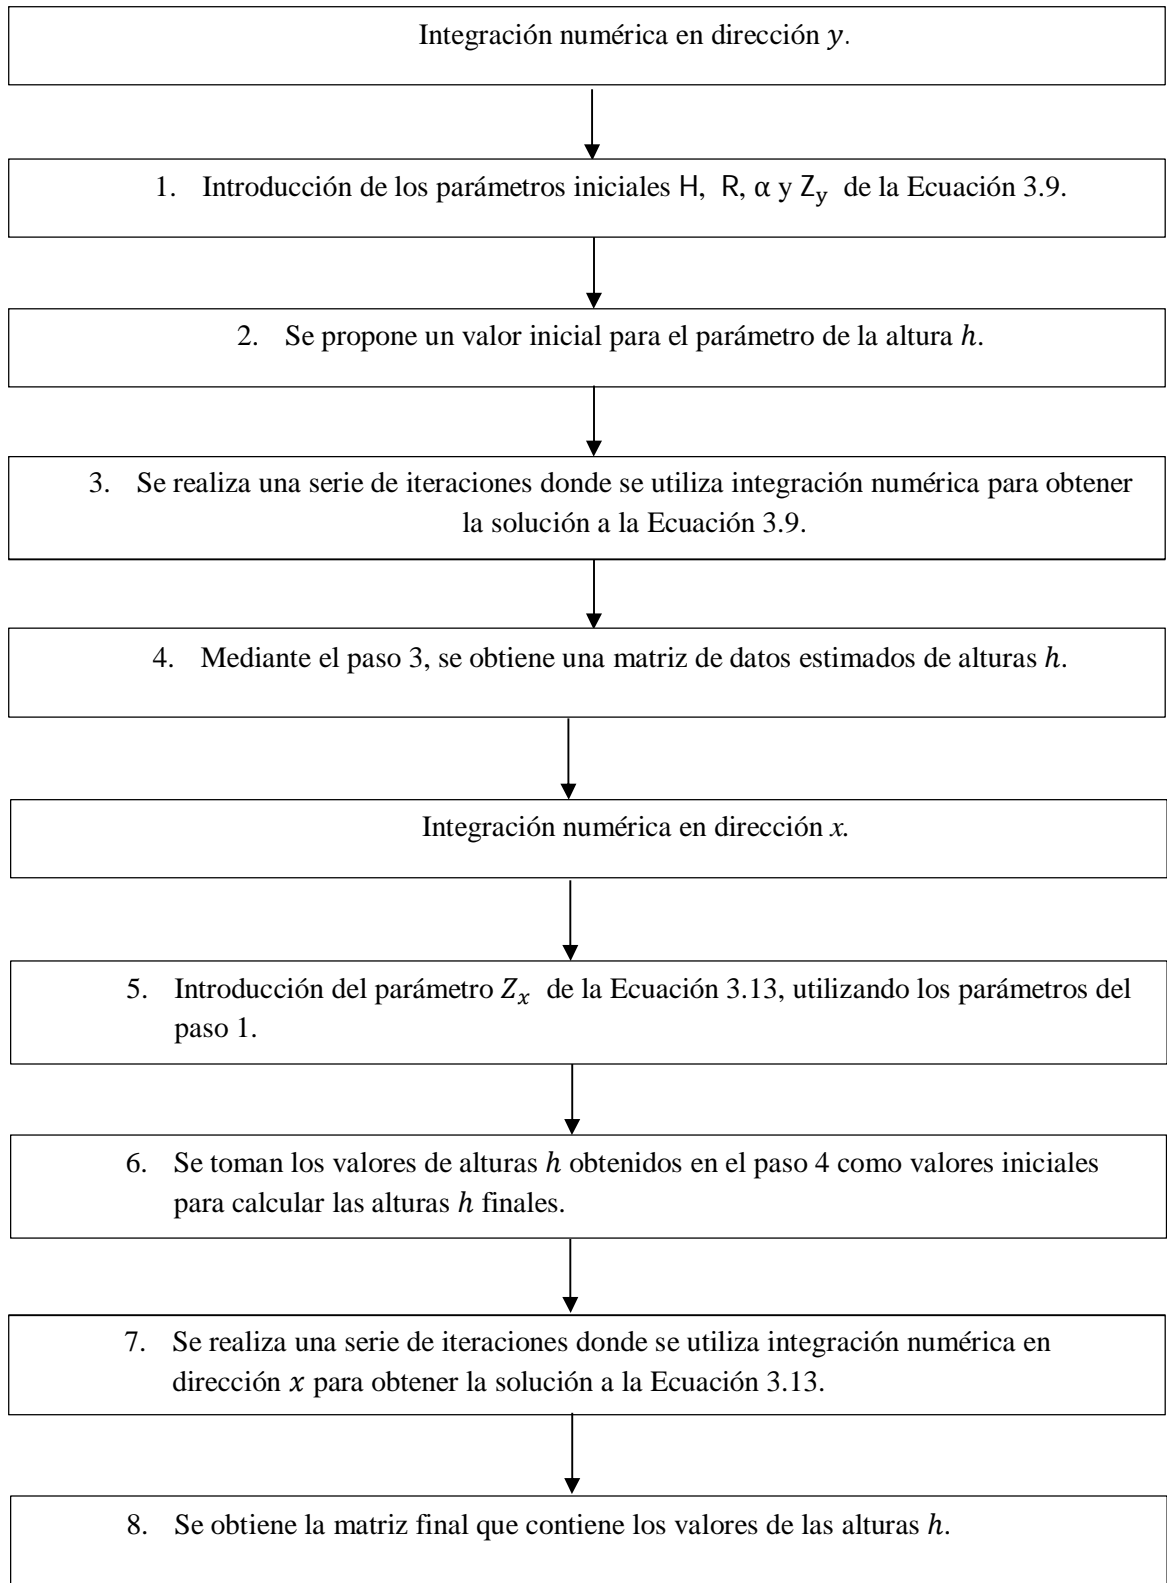 Integración numérica en dirección y.
1. Introducción de los parámetros iniciales H, R, α y Z_y de la Ecuación 3.9.
2. Se propone un valor inicial para el parámetro de la altura h.
3. Se realiza una serie de iteraciones donde se utiliza integración numérica para obtener
la solución a la Ecuación 3.9.
4. Mediante el paso 3, se obtiene una matriz de datos estimados de alturas h.
Integración numérica en dirección x.
5. Introducción del parámetro Z_x de la Ecuación 3.13, utilizando los parámetros del
paso 1.
6. Se toman los valores de alturas h obtenidos en el paso 4 como valores iniciales
para calcular las alturas h finales.
7. Se realiza una serie de iteraciones donde se utiliza integración numérica en
dirección x para obtener la solución a la Ecuación 3.13.
8. Se obtiene la matriz final que contiene los valores de las alturas h.